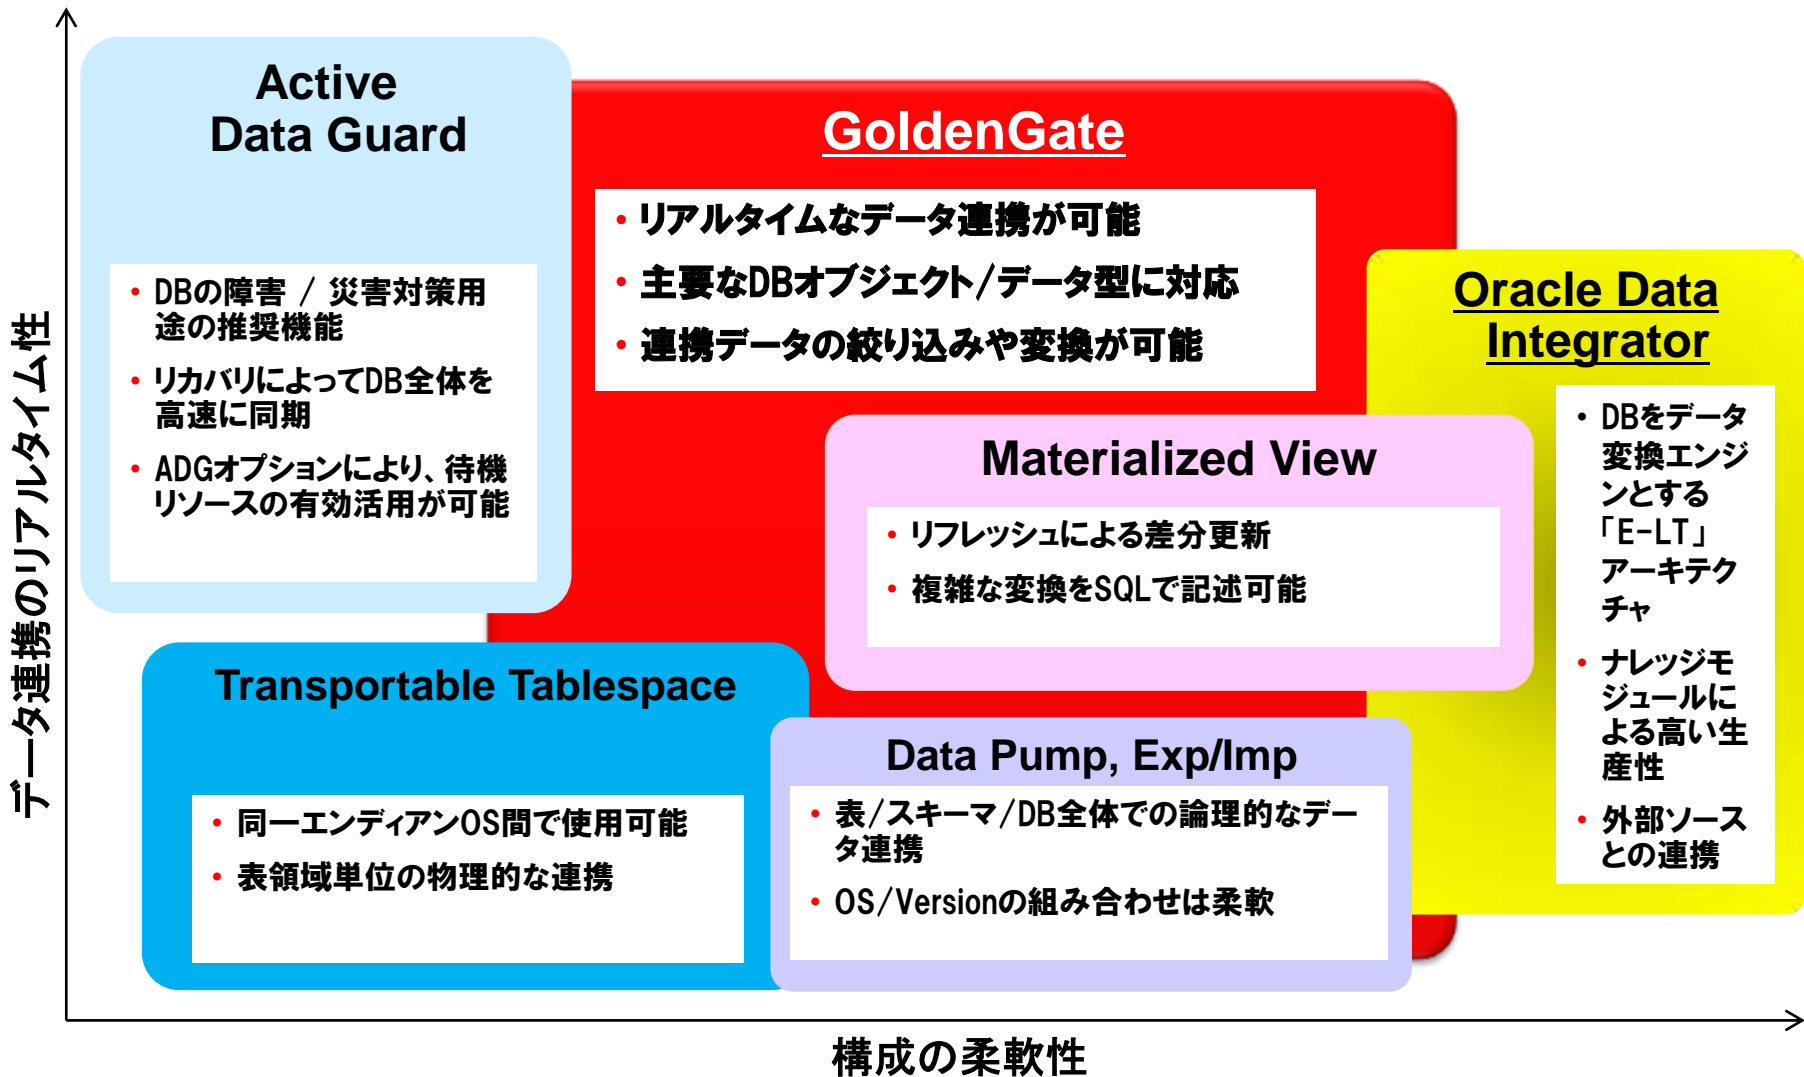 データ連携のリアルタイム性
Active
Data Guard
・DBの障害 / 災害対策用
途の推奨機能
・リカバリによってDB全体を
高速に同期
・ADGオプションにより、待機
リソースの有効活用が可能
GoldenGate
・リアルタイムなデータ連携が可能
・主要なDBオブジェクト/データ型に対応
・連携データの絞り込みや変換が可能
Oracle Data
Integrator
・DBをデータ
変換エンジ
ンとする
「E-LT」
アーキテク
チャ
・ナレッジモ
ジュールに
よる高い生
産性
・外部ソース
との連携
Materialized View
・リフレッシュによる差分更新
・複雑な変換をSQLで記述可能
Transportable Tablespace
・同一エンディアンOS間で使用可能
・表領域単位の物理的な連携
Data Pump, Exp/Imp
・表/スキーマ/DB全体での論理的なデー
タ連携
・OS/Versionの組み合わせは柔軟
構成の柔軟性